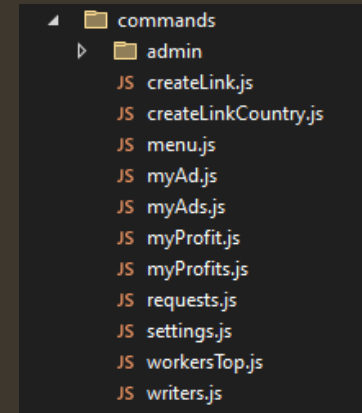 commands
admin
JS createLink.js
JS createLinkCountry.js
JS menu.js
JS myAd.js
JS myAds.js
JS myProfit.js
JS myProfits.js
JS requests.js
JS settings.js
JS workersTop.js
JS writers.js